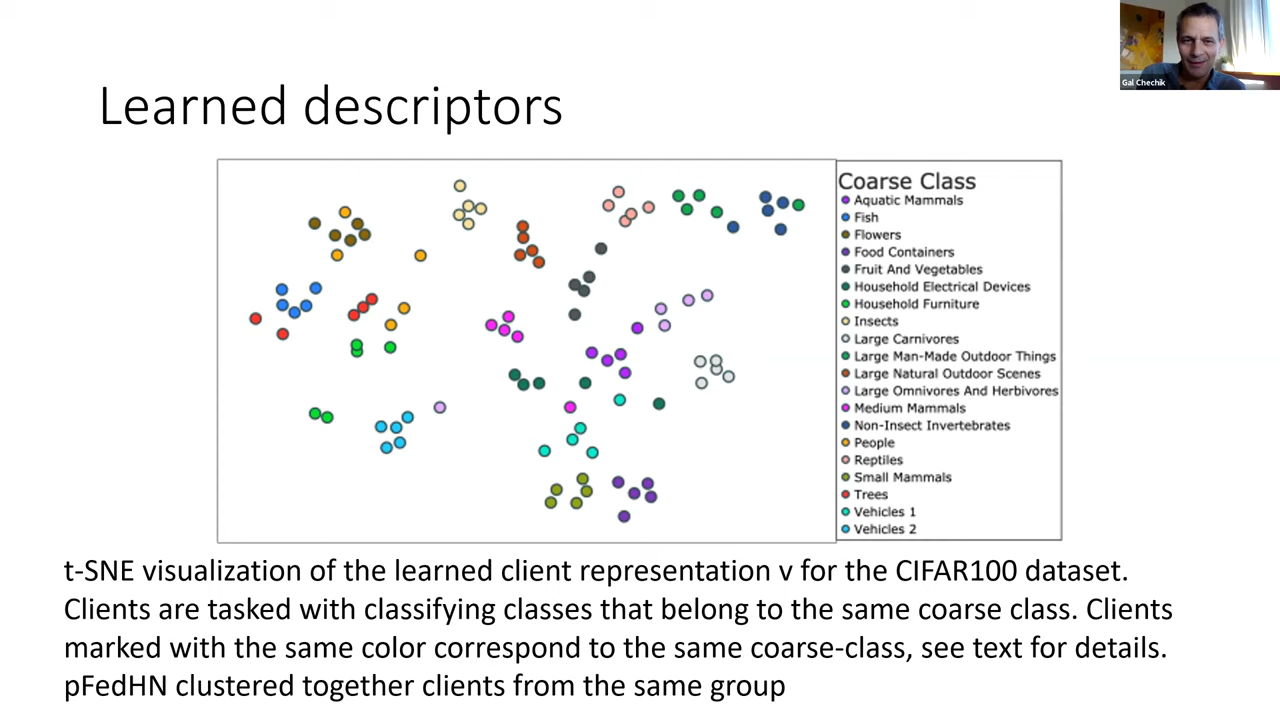 Gal Chechik
Learned descriptors
Coarse Class
Aquatic Mammals
Fish
Flowers
Food Containers
Fruit And Vegetables
Household Electrical Devices
Household Furniture
Insects
Large Carnivores
Large Man-Made Outdoor Things
Large Natural Outdoor Scenes
Large Omnivores And Herbivores
Medium Mammals
Non-Insect Invertebrates
People
Reptiles
Small Mammals
Trees
Vehicles 1
Vehicles 2
t-SNE visualization of the learned client representation v for the CIFAR100 dataset.
Clients are tasked with classifying classes that belong to the same coarse class. Clients
marked with the same color correspond to the same coarse-class, see text for details.
pFedHN clustered together clients from the same group